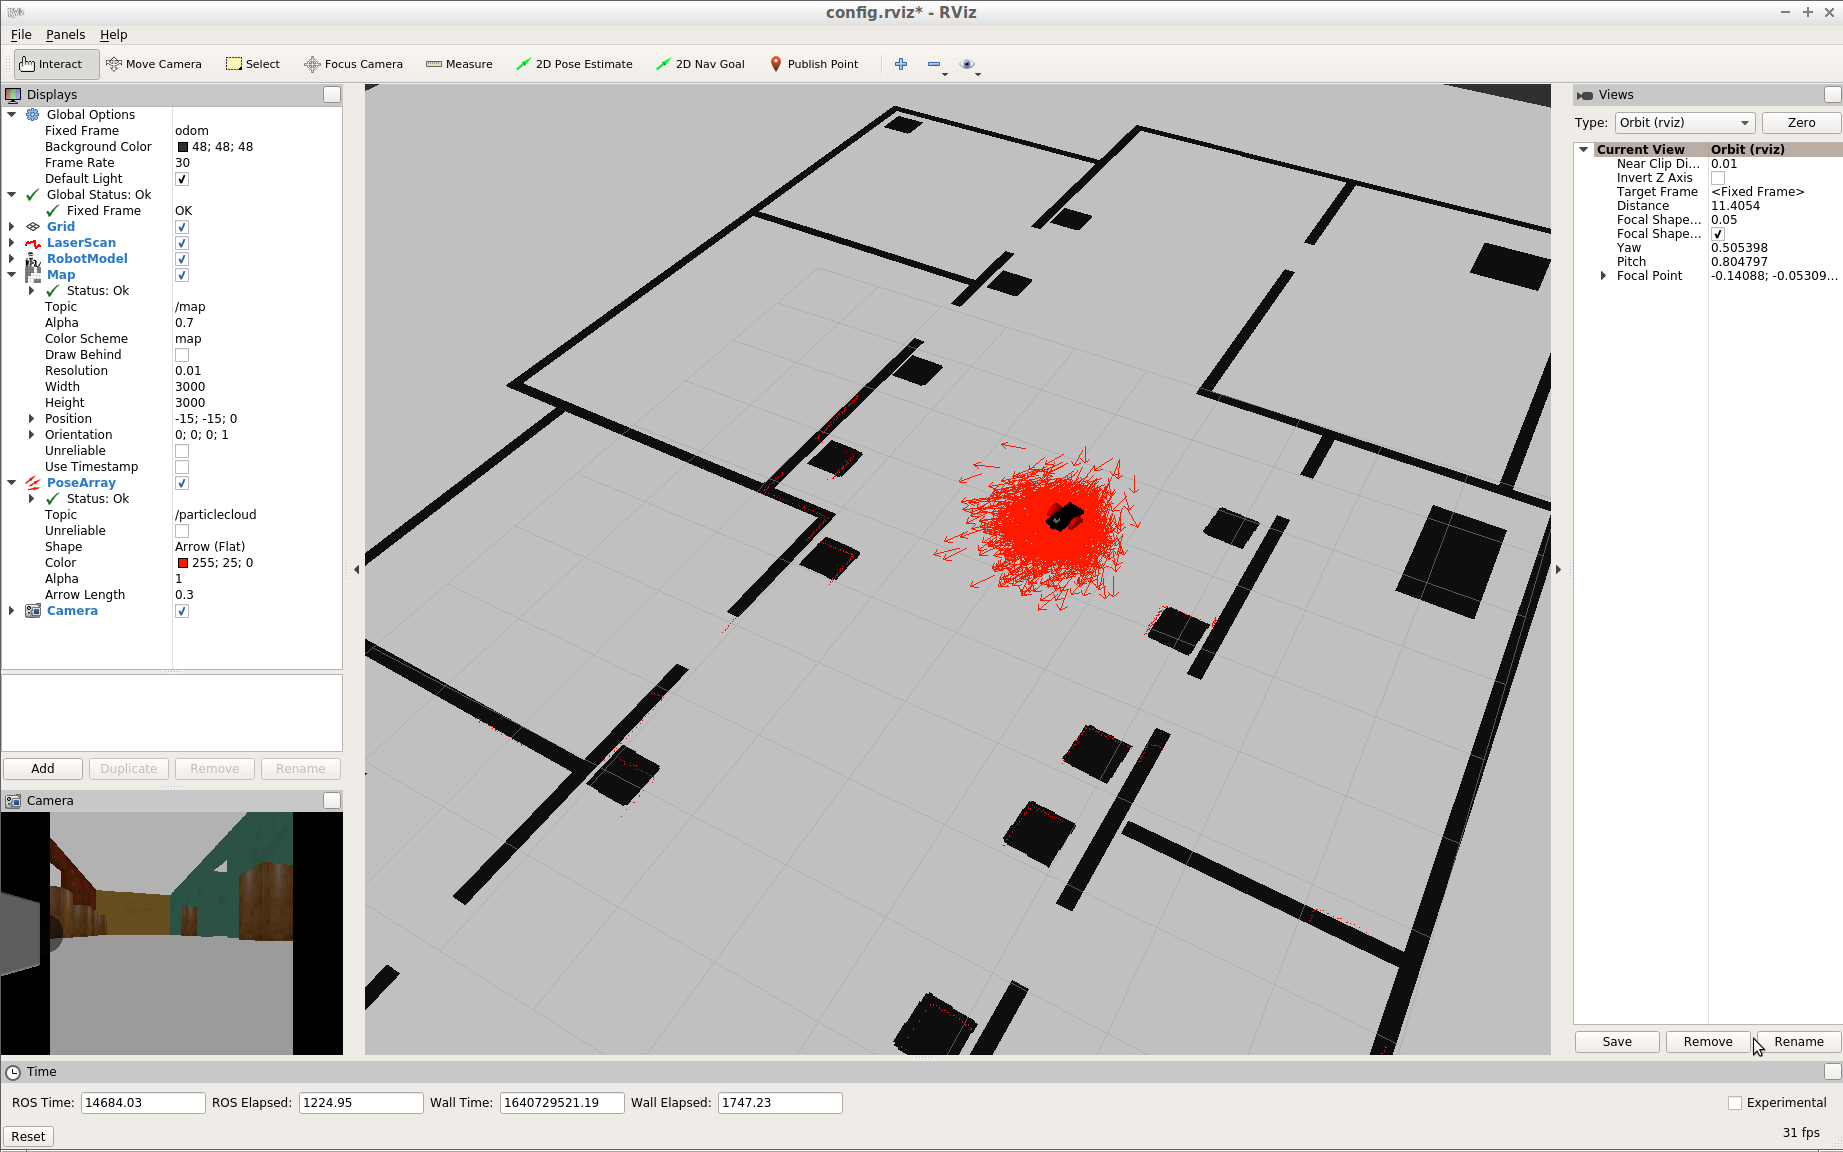 config.rviz* - RViz
File Panels Help
Interact Move Camera Select Focus Camera Measure 2D Pose Estimate 2D Nav Goal Publish Point
Displays
Global Options
Fixed Frame odom
Background Color 48; 48; 48
Frame Rate 30
Default Light ✓
Global Status: Ok
Fixed Frame OK
Grid
LaserScan
RobotModel
Map
Status: Ok
Topic /map
Alpha 0.7
Color Scheme map
Draw Behind
Resolution 0.01
Width 3000
Height 3000
Position -15; -15; 0
Orientation 0; 0; 0; 1
Unreliable
Use Timestamp
PoseArray
Status: Ok
Topic /particlecloud
Unreliable
Shape Arrow (Flat)
Color 255; 25; 0
Alpha 1
Arrow Length 0.3
Camera
Add Duplicate Remove Rename
Camera
Views
Type: Orbit (rviz) Zero
Current View Orbit (rviz)
Near Clip Di... 0.01
Invert Z Axis
Target Frame <Fixed Frame>
Distance 11.4054
Focal Shape... 0.05
Focal Shape... ✓
Yaw 0.505398
Pitch 0.804797
Focal Point -0.14088; -0.05309...
Save Remove Rename
Time
ROS Time: 14684.03 ROS Elapsed: 1224.95 Wall Time: 1640729521.19 Wall Elapsed: 1747.23 Experimental
Reset 31 fps